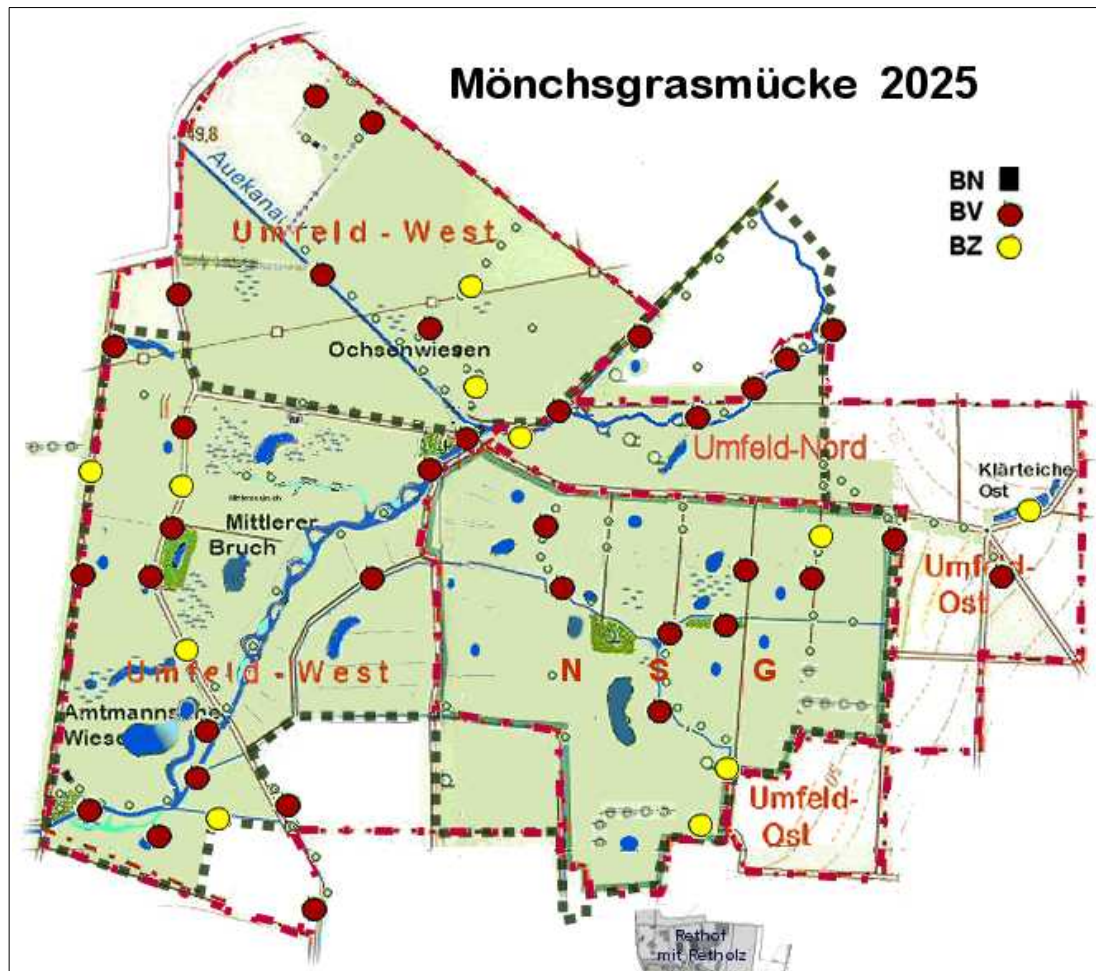 Mönchsgrasmücke 2025
49,8
Auekanal
BN
BV
BZ
Umfeld - West
Ochsenwiesen
Umfeld-Nord
Klärteiche
Ost
Mittlerer
Bruch
Umfeld-
Ost
Umfeld - West
N S G
Amtmannsche
Wiese
50
Umfeld-
Ost
Rethof
mit Retholz